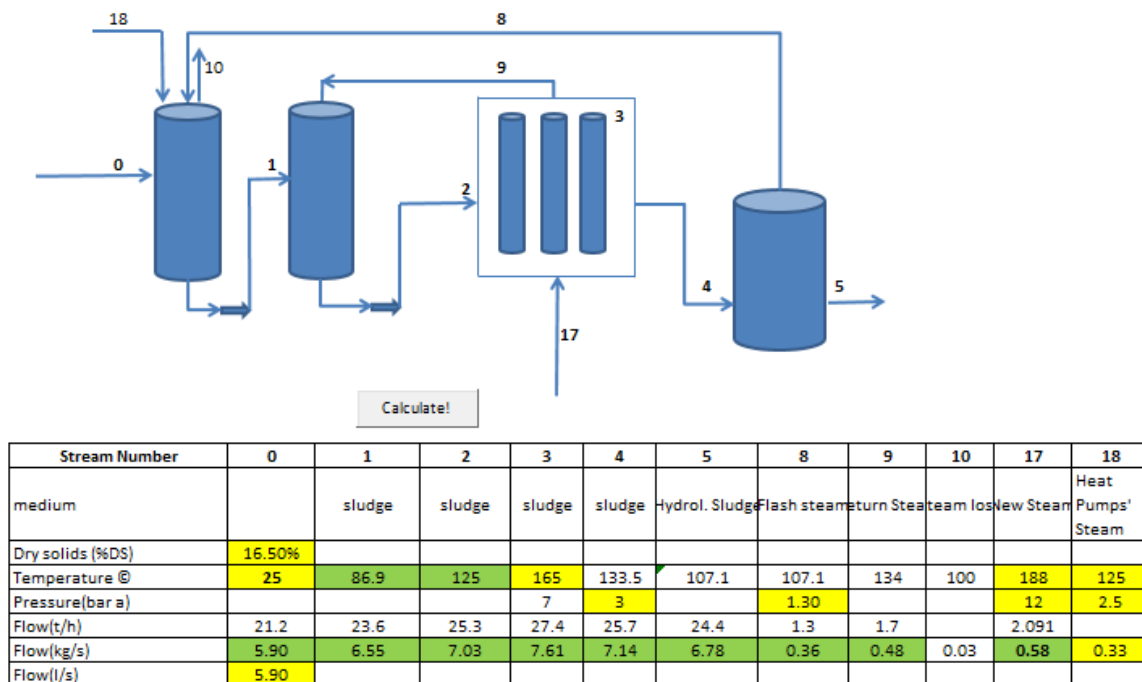 18
8
10
9
3
0
1
2
4
5
17
Calculate!
Stream Number 0 1 2 3 4 5 8 9 10 17 18
medium sludge sludge sludge sludge Hydrol. Sludge Flash steam eturn Stea team los New Steam Heat
Pumps'
Steam
Dry solids (%DS) 16.50%
Temperature © 25 86.9 125 165 133.5 107.1 107.1 134 100 188 125
Pressure(bar a) 7 3 1.30 12 2.5
Flow(t/h) 21.2 23.6 25.3 27.4 25.7 24.4 1.3 1.7 2.091
Flow(kg/s) 5.90 6.55 7.03 7.61 7.14 6.78 0.36 0.48 0.03 0.58 0.33
Flow(l/s) 5.90